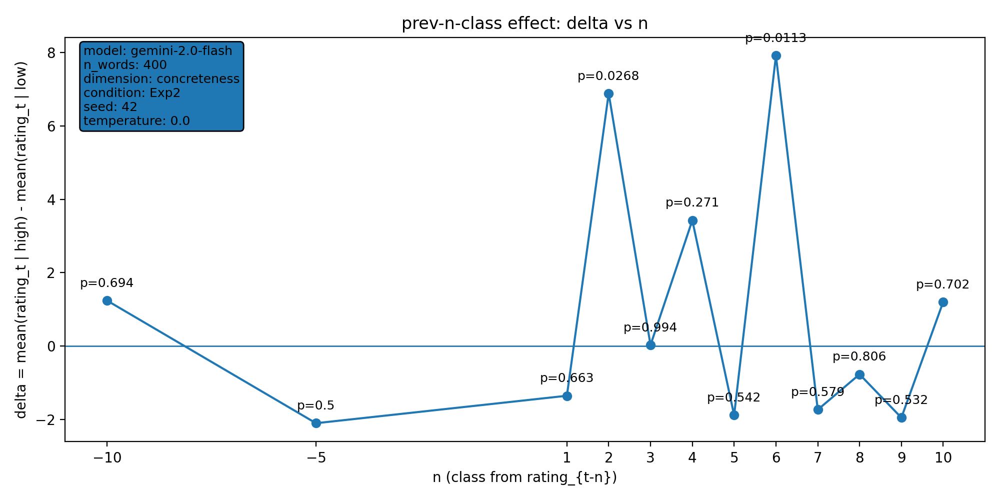 prev-n-class effect: delta vs n
model: gemini-2.0-flash
n_words: 400
dimension: concreteness
condition: Exp2
seed: 42
temperature: 0.0
delta = mean(rating_t | high) - mean(rating_t | low)
8
6
4
2
0
−2
p=0.694
p=0.5
p=0.663
p=0.0268
p=0.994
p=0.271
p=0.542
p=0.0113
p=0.579
p=0.806
p=0.532
p=0.702
−10 −5 1 2 3 4 5 6 7 8 9 10
n (class from rating_{t-n})